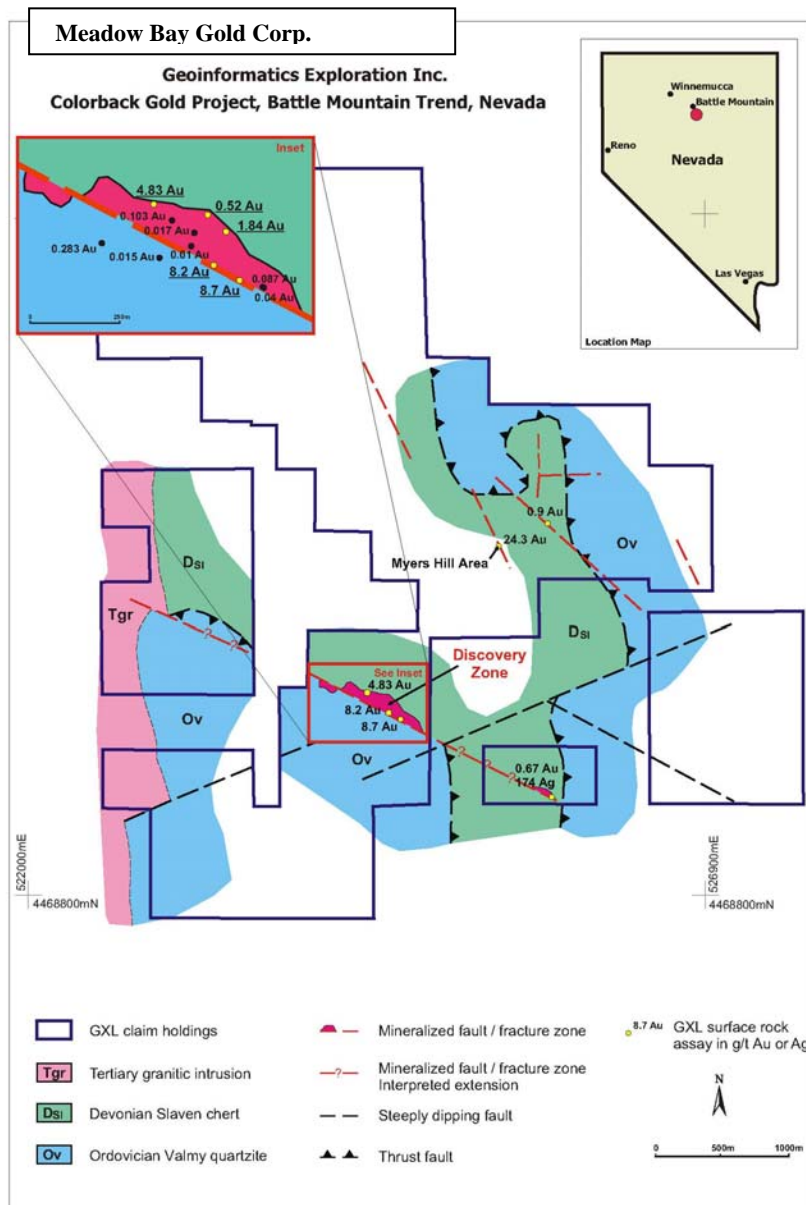 Meadow Bay Gold Corp.
Geoinformatics Exploration Inc.
Colorback Gold Project, Battle Mountain Trend, Nevada
Inset
4.83 Au
0.52 Au
0.103 Au
0.017 Au
1.84 Au
0.283 Au
0.015 Au
0.01 Au
8.2 Au
0.087 Au
8.7 Au
0.04 Au
0
250m
Winnemucca
Battle Mountain
Reno
Nevada
Las Vegas
Location Map
0.9 Au
24.3 Au
Ov
Myers Hill Area
DSl
Tgr
DSl
Discovery
Zone
See Inset
4.83 Au
8.2 Au
8.7 Au
?
?
Ov
Ov
?
?
?
0.67 Au
174 Ag
522000mE
4468800mN
526900mE
4468800mN
GXL claim holdings
Mineralized fault / fracture zone
8.7 Au
GXL surface rock
assay in g/t Au or Ag
Tgr
Tertiary granitic intrusion
?
Mineralized fault / fracture zone
Interpreted extension
DSl
Devonian Slaven chert
Steeply dipping fault
N
Ov
Ordovician Valmy quartzite
Thrust fault
0
500m
1000m